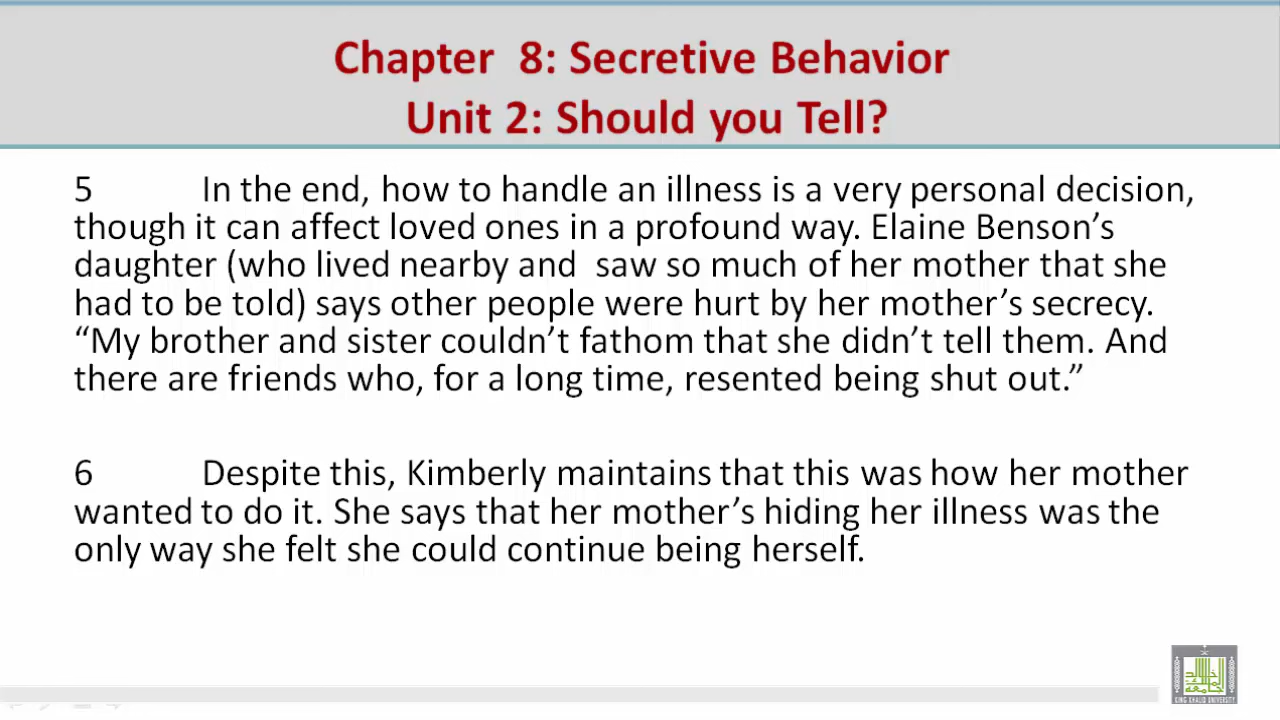 Chapter 8: Secretive Behavior
Unit 2: Should you Tell?
5 In the end, how to handle an illness is a very personal decision,
though it can affect loved ones in a profound way. Elaine Benson’s
daughter (who lived nearby and saw so much of her mother that she
had to be told) says other people were hurt by her mother’s secrecy.
“My brother and sister couldn’t fathom that she didn’t tell them. And
there are friends who, for a long time, resented being shut out.”
6 Despite this, Kimberly maintains that this was how her mother
wanted to do it. She says that her mother’s hiding her illness was the
only way she felt she could continue being herself.
جامعة الملك خالد
KING KHALID UNIVERSITY